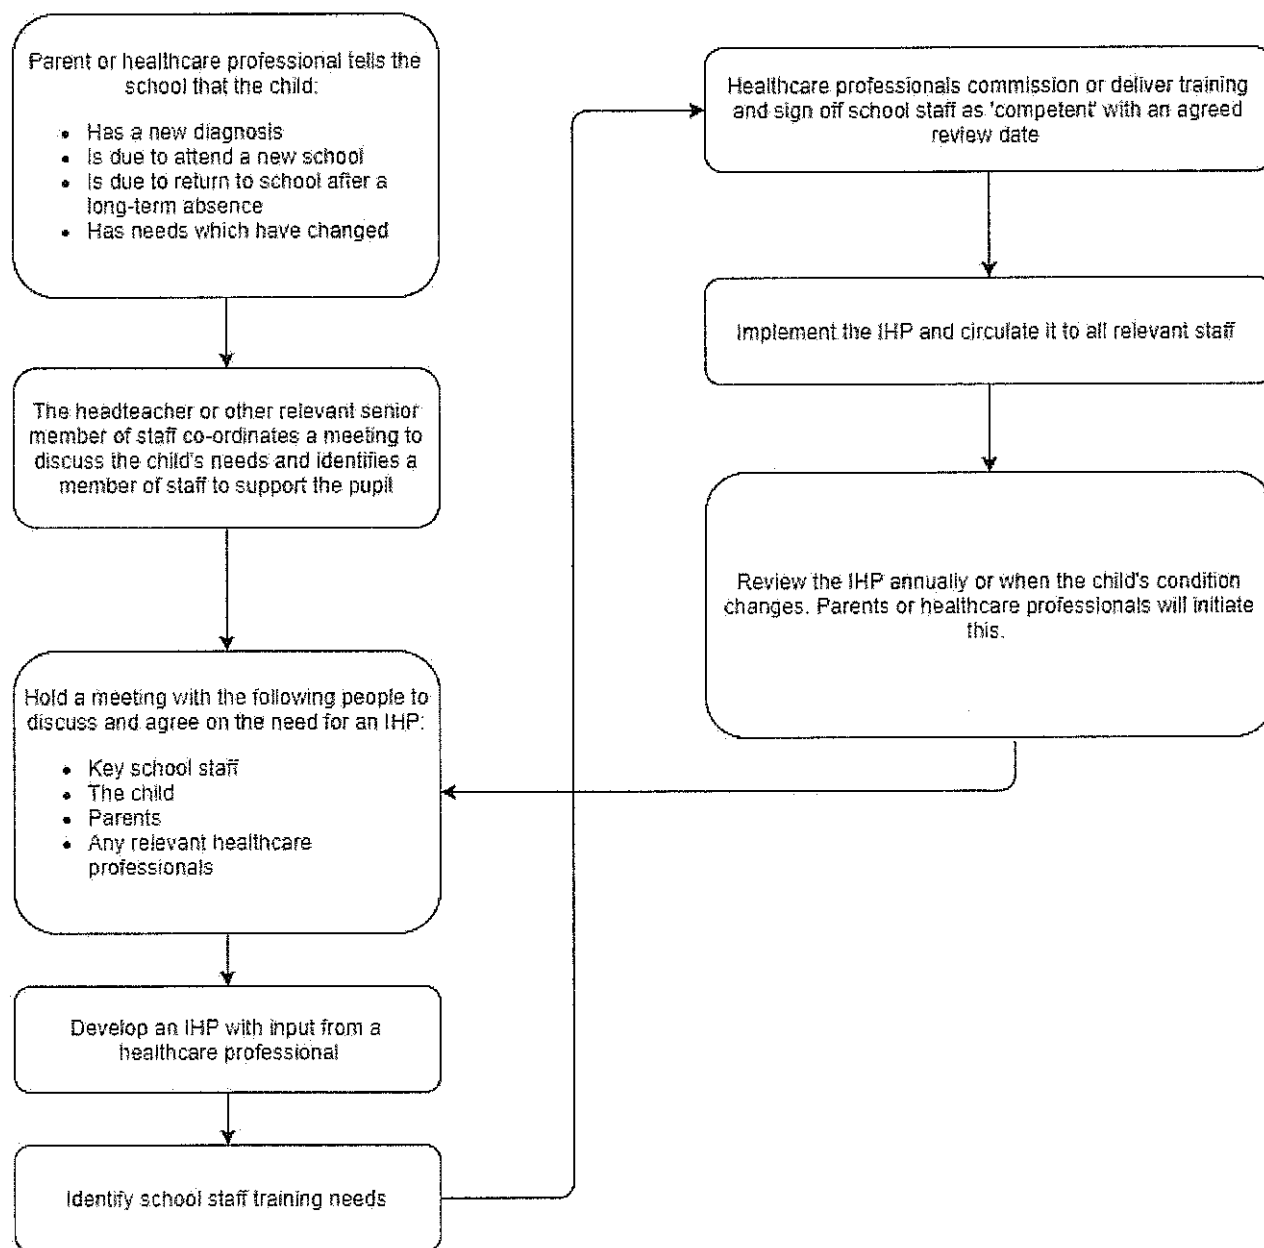 Parent or healthcare professional tells the
school that the child:
• Has a new diagnosis
• Is due to attend a new school
• Is due to return to school after a
long-term absence
• Has needs which have changed
The headteacher or other relevant senior
member of staff co-ordinates a meeting to
discuss the child's needs and identifies a
member of staff to support the pupil
Hold a meeting with the following people to
discuss and agree on the need for an IHP:
• Key school staff
• The child
• Parents
• Any relevant healthcare
professionals
Develop an IHP with input from a
healthcare professional
Identify school staff training needs
Healthcare professionals commission or deliver training
and sign off school staff as 'competent' with an agreed
review date
Implement the IHP and circulate it to all relevant staff
Review the IHP annually or when the child's condition
changes. Parents or healthcare professionals will initiate
this.